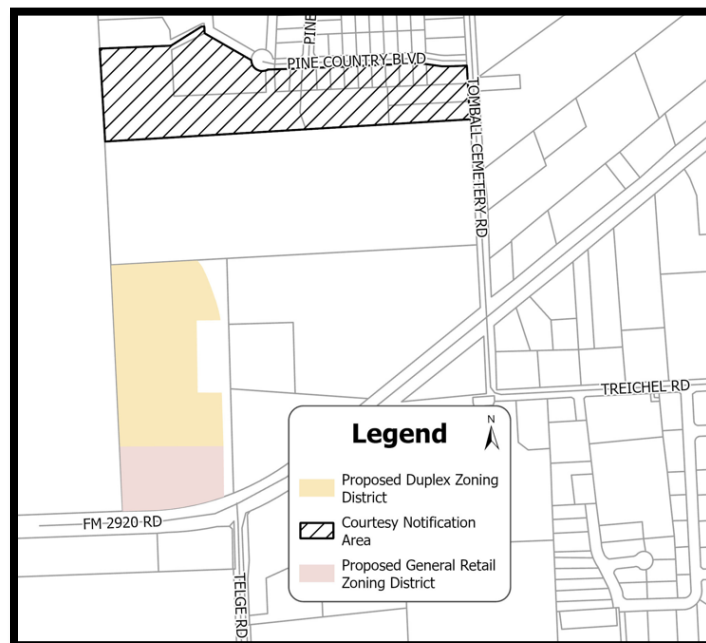 PINE
PINE COUNTRY BLVD
TOMBALL CEMETERY RD
TREICHEL RD
Legend
N
Proposed Duplex Zoning
District
Courtesy Notification
Area
Proposed General Retail
Zoning District
FM 2920 RD
TELGE RD